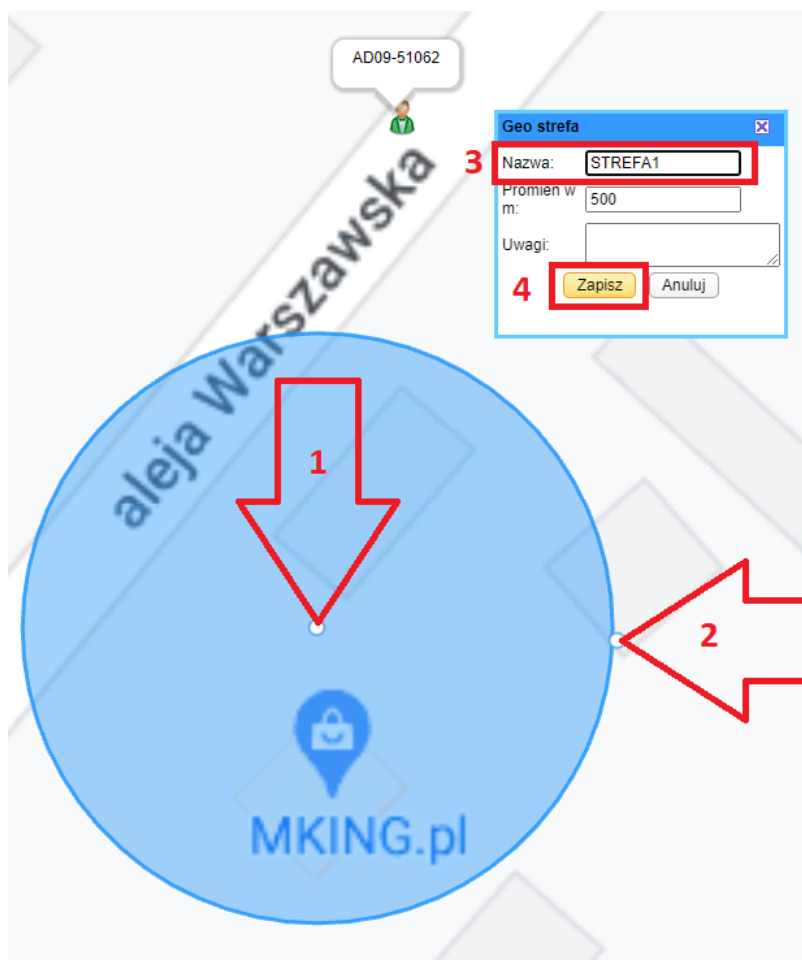 AD09-51062
Geo strefa
3
Nazwa: STREFA1
Promień w m: 500
Uwagi:
4
Zapisz Anuluj
aleja Warszawska
1
2
MKING.pl